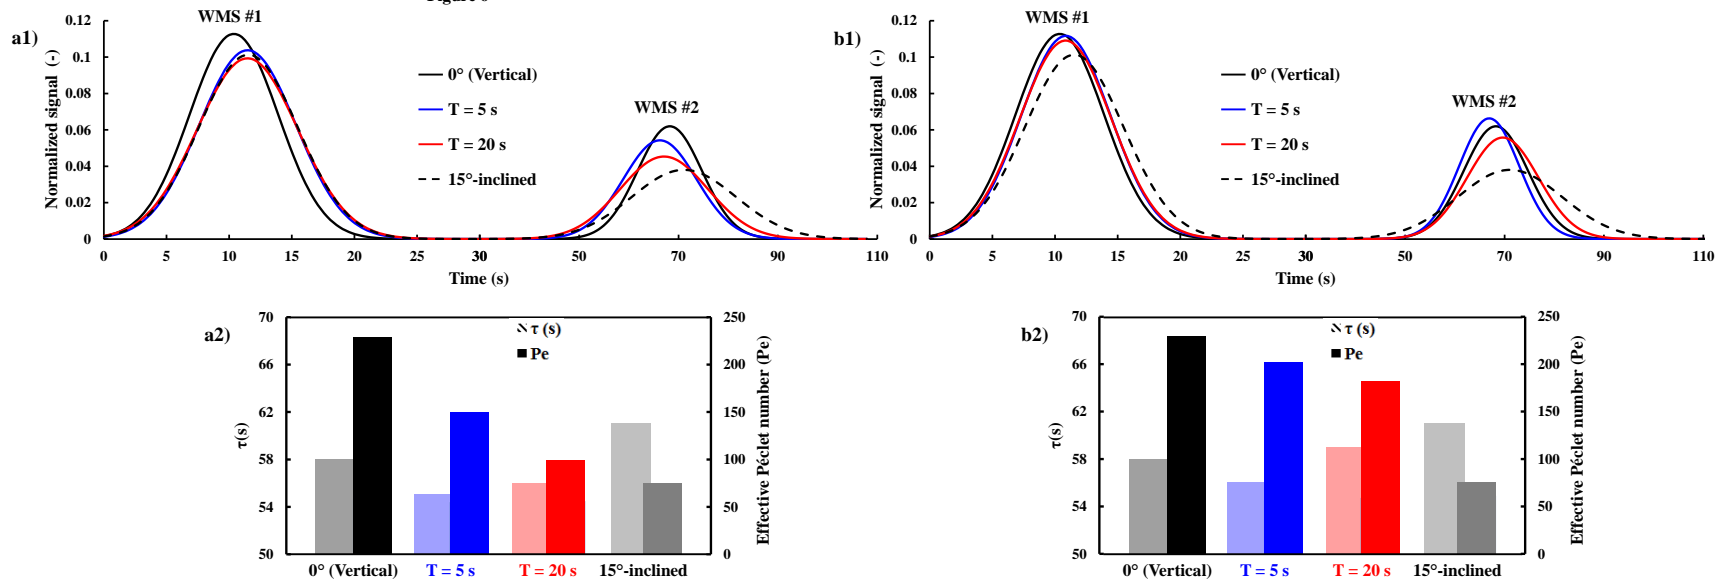 Figure 8
a1)
WMS #1
WMS #2
0.12
0.1
0.08
0.06
0.04
0.02
0
Normalized signal (-)
0° (Vertical)
T = 5 s
T = 20 s
15°-inclined
0 5 10 15 20 25 30 50 70 90 110
Time (s)
b1)
WMS #1
WMS #2
0.12
0.1
0.08
0.06
0.04
0.02
0
Normalized signal (-)
0° (Vertical)
T = 5 s
T = 20 s
15°-inclined
0 5 10 15 20 25 30 50 70 90 110
Time (s)
a2)
70
66
62
58
54
50
τ(s)
τ (s)
Pe
250
200
150
100
50
0
Effective Péclet number (Pe)
0° (Vertical) T = 5 s T = 20 s 15°-inclined
b2)
70
66
62
58
54
50
τ(s)
τ (s)
Pe
250
200
150
100
50
0
Effective Péclet number (Pe)
0° (Vertical) T = 5 s T = 20 s 15°-inclined